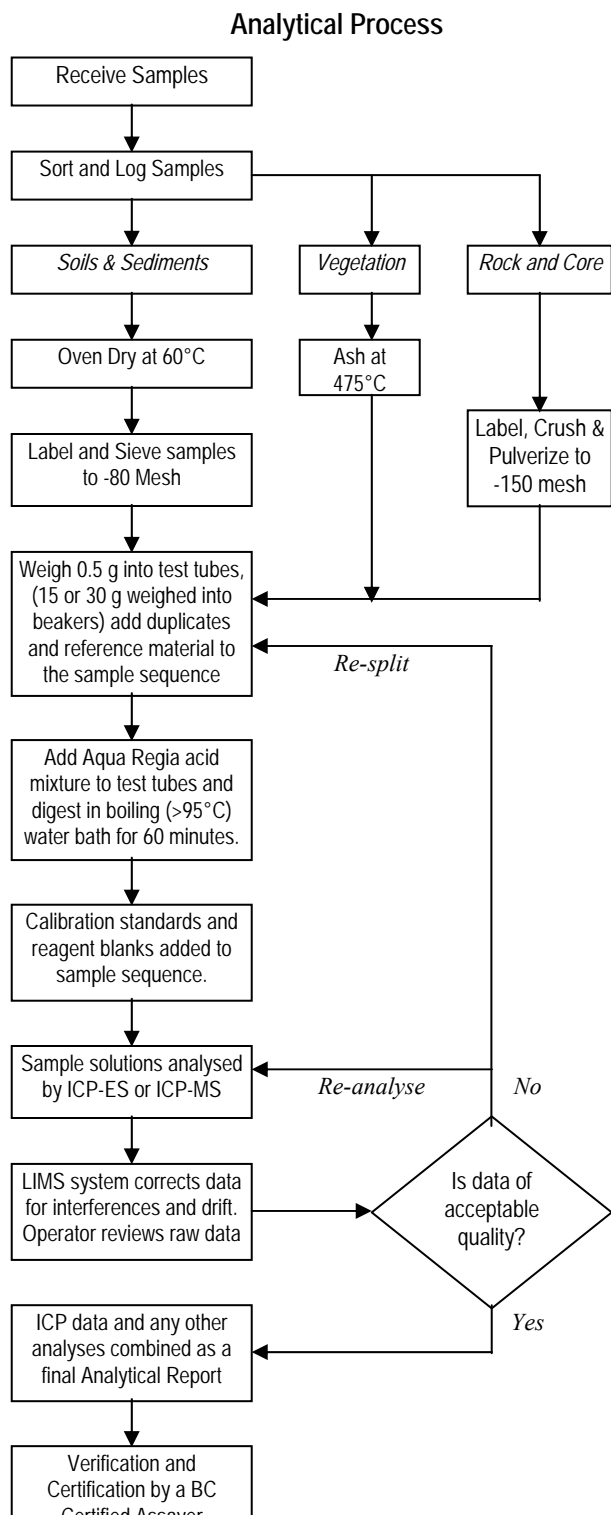 Analytical Process
Receive Samples
Sort and Log Samples
Soils & Sediments
Vegetation
Rock and Core
Oven Dry at 60°C
Ash at
475°C
Label and Sieve samples
to -80 Mesh
Label, Crush &
Pulverize to
-150 mesh
Weigh 0.5 g into test tubes,
(15 or 30 g weighed into
beakers) add duplicates
and reference material to
the sample sequence
Re-split
Add Aqua Regia acid
mixture to test tubes and
digest in boiling (>95°C)
water bath for 60 minutes.
Calibration standards and
reagent blanks added to
sample sequence.
Sample solutions analysed
by ICP-ES or ICP-MS
Re-analyse
No
LIMS system corrects data
for interferences and drift.
Operator reviews raw data
Is data of
acceptable
quality?
Yes
ICP data and any other
analyses combined as a
final Analytical Report
Verification and
Certification by a BC
Certified Assayer